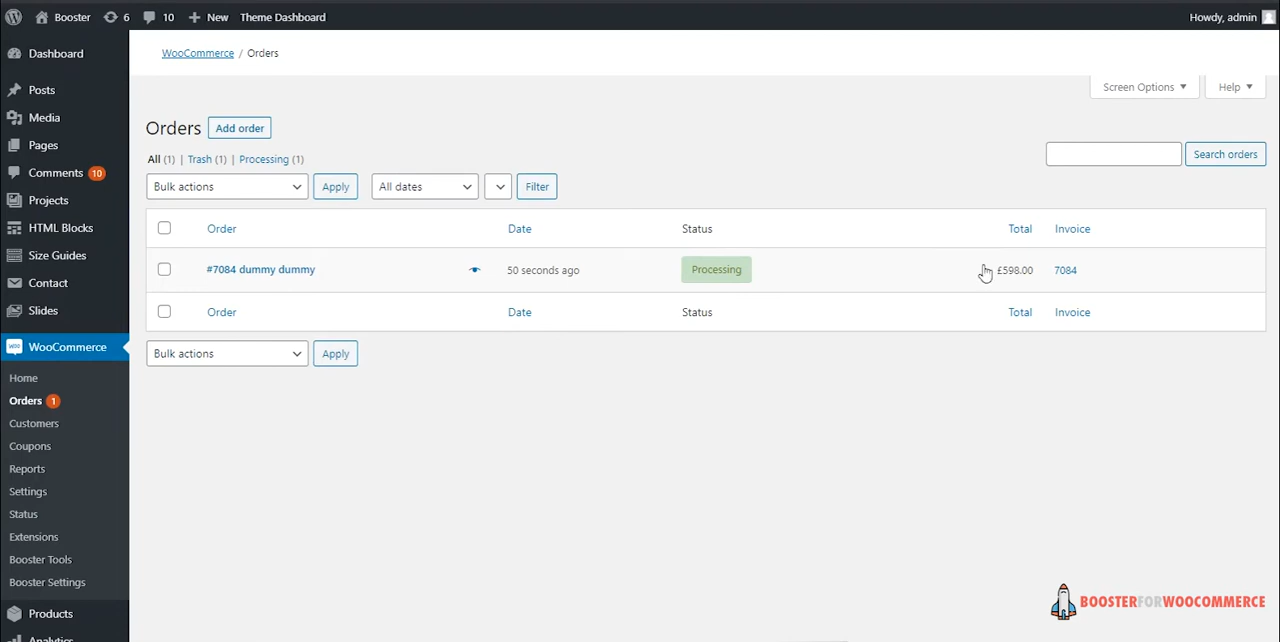 Booster 6 10 New Theme Dashboard Howdy, admin
Dashboard
Posts
Media
Pages
Comments 10
Projects
HTML Blocks
Size Guides
Contact
Slides
WooCommerce
Home
Orders 1
Customers
Coupons
Reports
Settings
Status
Extensions
Booster Tools
Booster Settings
Products
Analytics
WooCommerce / Orders
Screen Options ▼ Help ▼
Orders Add order
All (1) | Trash (1) | Processing (1)
Search orders
Bulk actions Apply All dates Filter
Order Date Status Total Invoice
#7084 dummy dummy 50 seconds ago Processing £598.00 7084
Order Date Status Total Invoice
Bulk actions Apply
BOOSTERFORWOOCOMMERCE